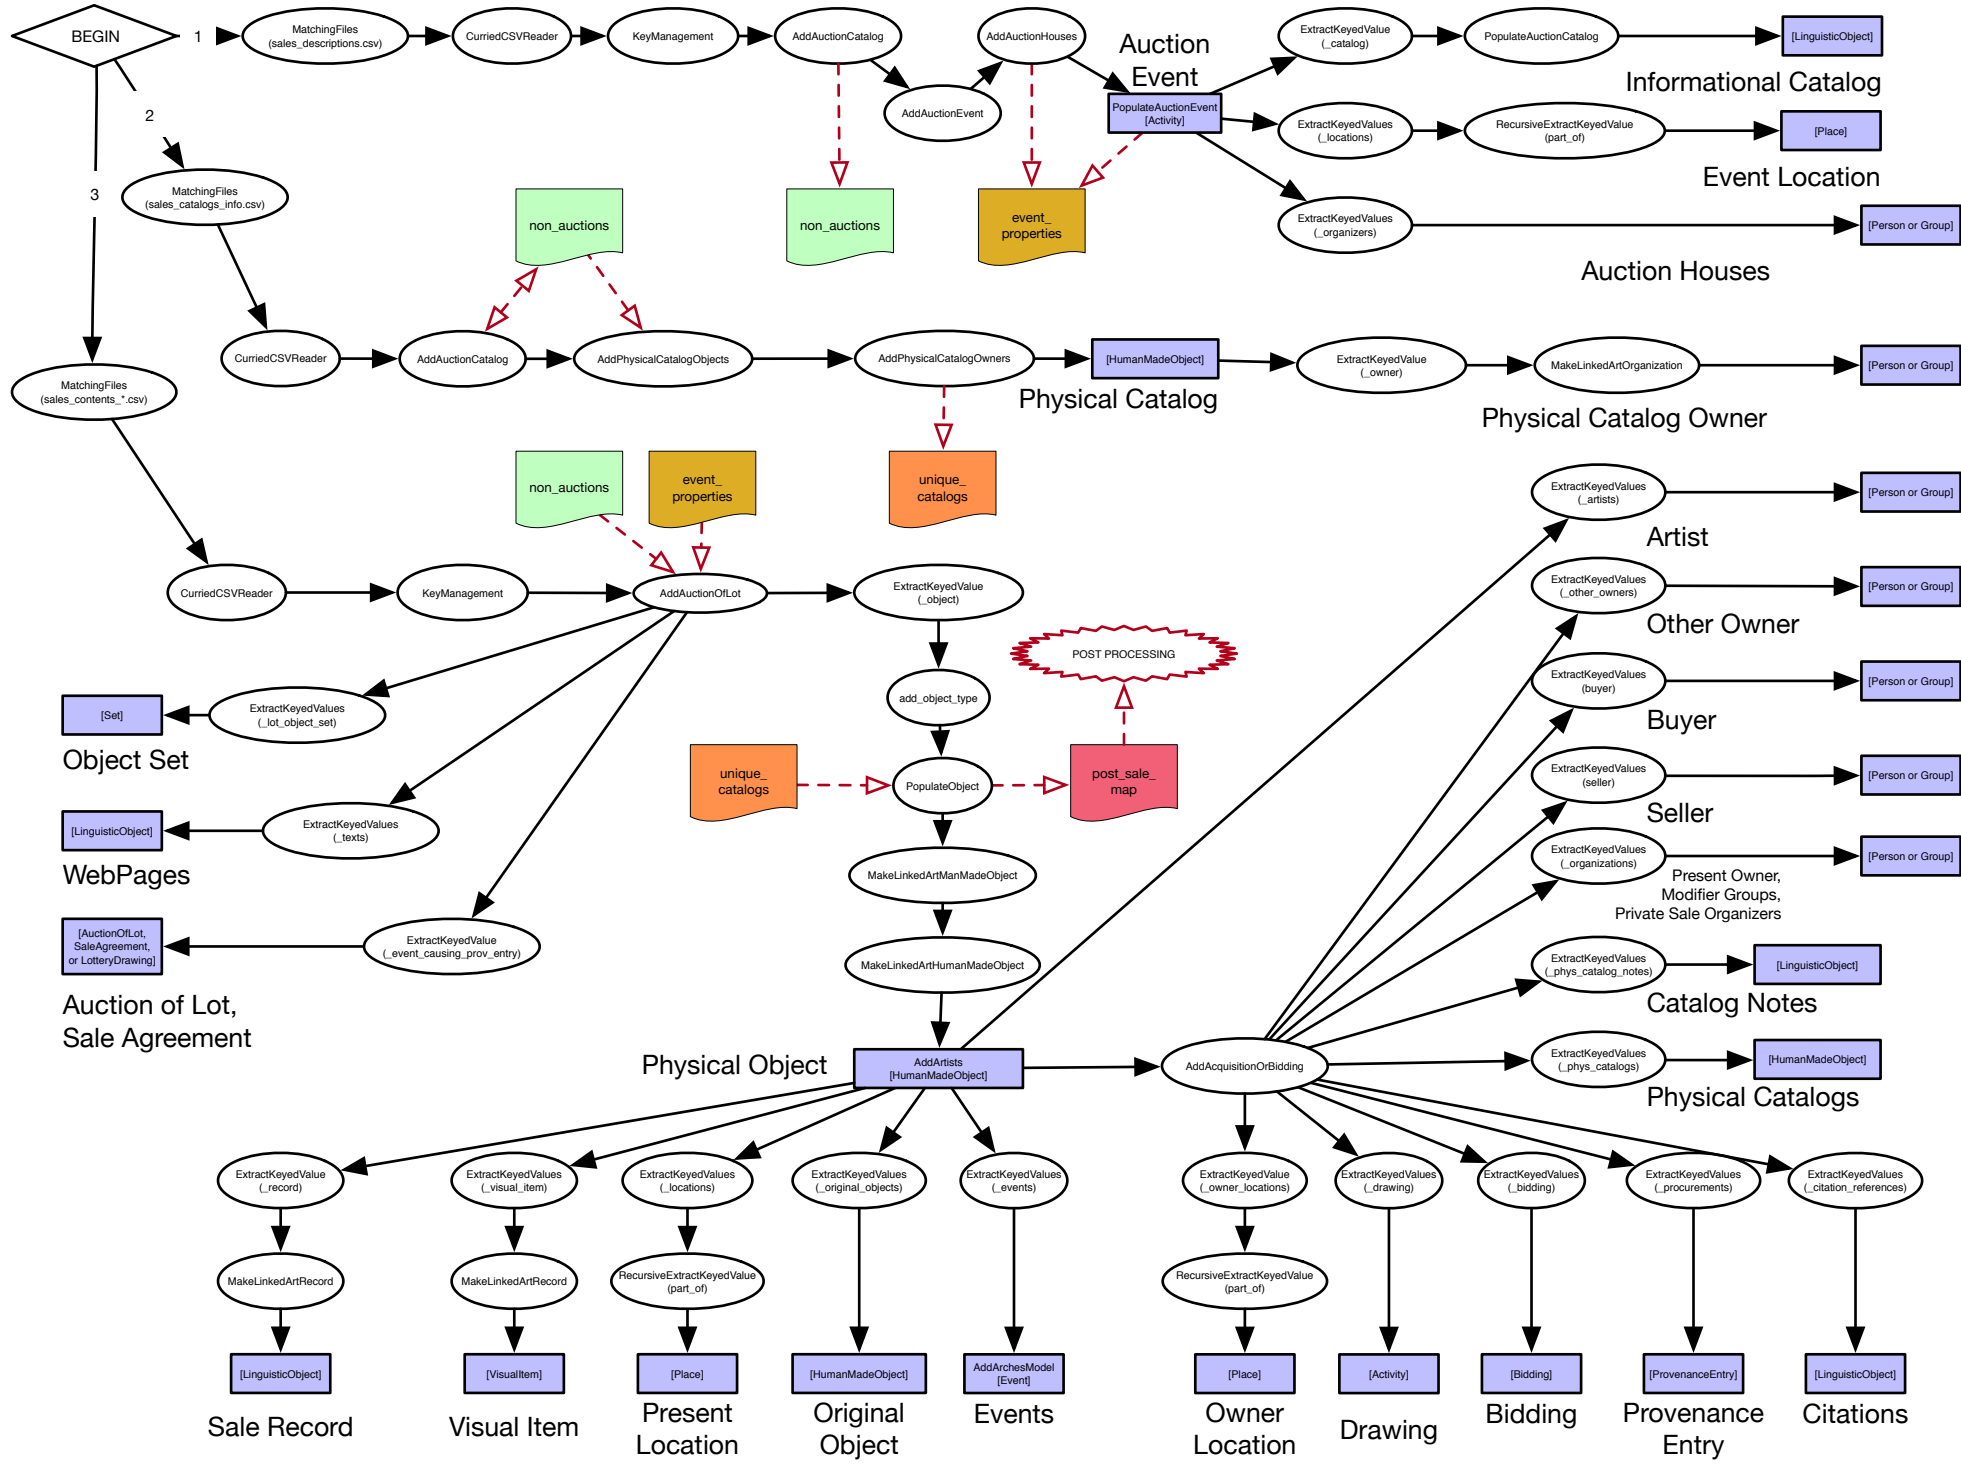 BEGIN
1
MatchingFiles
(sales_descriptions.csv)
CurriedCSVReader
KeyManagement
AddAuctionCatalog
AddAuctionEvent
AddAuctionHouses
Auction
Event
PopulateAuctionEvent
[Activity]
ExtractKeyedValue
(_catalog)
PopulateAuctionCatalog
[LinguisticObject]
Informational Catalog
ExtractKeyedValues
(_locations)
RecursiveExtractKeyedValue
(part_of)
[Place]
Event Location
ExtractKeyedValues
(_organizers)
[Person or Group]
Auction Houses
2
3
MatchingFiles
(sales_catalogs_info.csv)
non_auctions
non_auctions
event_
properties
CurriedCSVReader
AddAuctionCatalog
AddPhysicalCatalogObjects
AddPhysicalCatalogOwners
[HumanMadeObject]
Physical Catalog
ExtractKeyedValue
(_owner)
MakeLinkedArtOrganization
[Person or Group]
Physical Catalog Owner
MatchingFiles
(sales_contents_*.csv)
non_auctions
event_
properties
unique_
catalogs
CurriedCSVReader
KeyManagement
AddAuctionOfLot
ExtractKeyedValue
(_object)
add_object_type
POST PROCESSING
unique_
catalogs
PopulateObject
post_sale_
map
MakeLinkedArtManMadeObject
MakeLinkedArtHumanMadeObject
[Set]
ExtractKeyedValues
(_lot_object_set)
Object Set
[LinguisticObject]
ExtractKeyedValues
(_texts)
WebPages
[AuctionOfLot,
SaleAgreement,
or LotteryDrawing]
ExtractKeyedValue
(_event_causing_prov_entry)
Auction of Lot,
Sale Agreement
ExtractKeyedValues
(_artists)
[Person or Group]
Artist
ExtractKeyedValues
(_other_owners)
[Person or Group]
Other Owner
ExtractKeyedValues
(buyer)
[Person or Group]
Buyer
ExtractKeyedValues
(seller)
[Person or Group]
Seller
ExtractKeyedValues
(_organizations)
[Person or Group]
Present Owner,
Modifier Groups,
Private Sale Organizers
ExtractKeyedValues
(_phys_catalog_notes)
[LinguisticObject]
Catalog Notes
ExtractKeyedValues
(_phys_catalogs)
[HumanMadeObject]
Physical Catalogs
Physical Object
AddArtists
[HumanMadeObject]
AddAcquisitionOrBidding
ExtractKeyedValue
(_record)
ExtractKeyedValues
(_visual_item)
ExtractKeyedValues
(_locations)
ExtractKeyedValues
(_original_objects)
ExtractKeyedValues
(_events)
ExtractKeyedValue
(_owner_locations)
ExtractKeyedValues
(_drawing)
ExtractKeyedValues
(_bidding)
ExtractKeyedValues
(_procurements)
ExtractKeyedValues
(_citation_references)
MakeLinkedArtRecord
MakeLinkedArtRecord
RecursiveExtractKeyedValue
(part_of)
RecursiveExtractKeyedValue
(part_of)
[LinguisticObject]
[VisualItem]
[Place]
[HumanMadeObject]
AddArchesModel
[Event]
[Place]
[Activity]
[Bidding]
[ProvenanceEntry]
[LinguisticObject]
Sale Record
Visual Item
Present
Location
Original
Object
Events
Owner
Location
Drawing
Bidding
Provenance
Entry
Citations